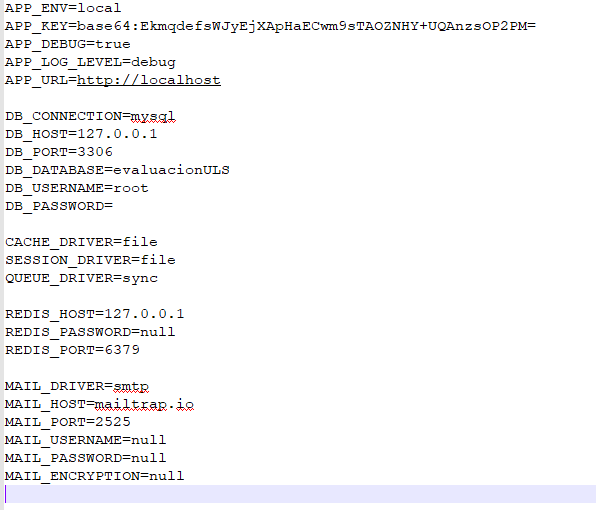 APP_ENV=local
APP_KEY=base64:EkmqdefsWJyEjXApHaECwm9sTAOZNHY+UQAnzsOP2PM=
APP_DEBUG=true
APP_LOG_LEVEL=debug
APP_URL=http://localhost
DB_CONNECTION=mysql
DB_HOST=127.0.0.1
DB_PORT=3306
DB_DATABASE=evaluacionULS
DB_USERNAME=root
DB_PASSWORD=
CACHE_DRIVER=file
SESSION_DRIVER=file
QUEUE_DRIVER=sync
REDIS_HOST=127.0.0.1
REDIS_PASSWORD=null
REDIS_PORT=6379
MAIL_DRIVER=smtp
MAIL_HOST=mailtrap.io
MAIL_PORT=2525
MAIL_USERNAME=null
MAIL_PASSWORD=null
MAIL_ENCRYPTION=null